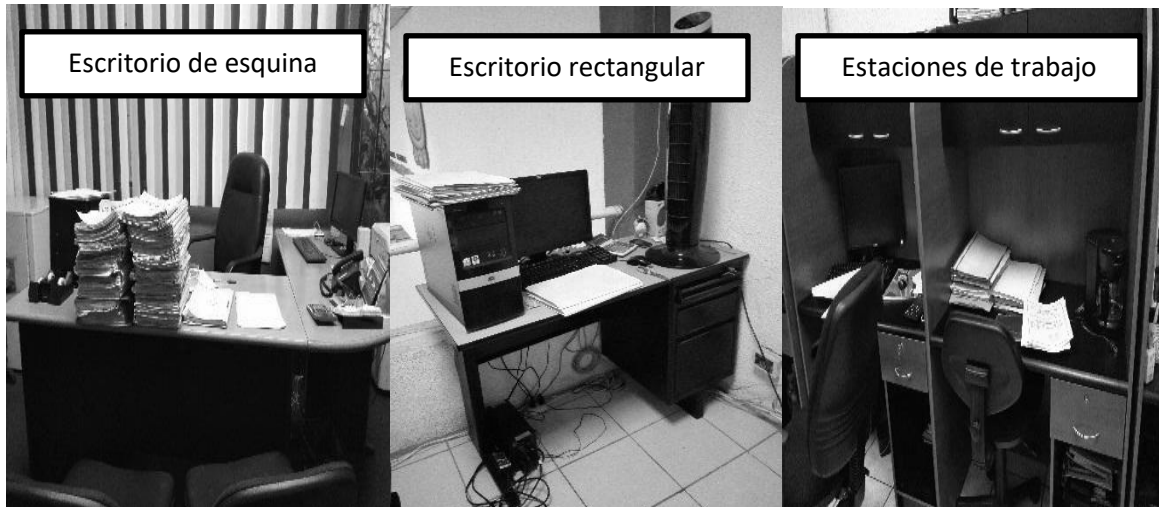 Escritorio de esquina
Escritorio rectangular
Estaciones de trabajo